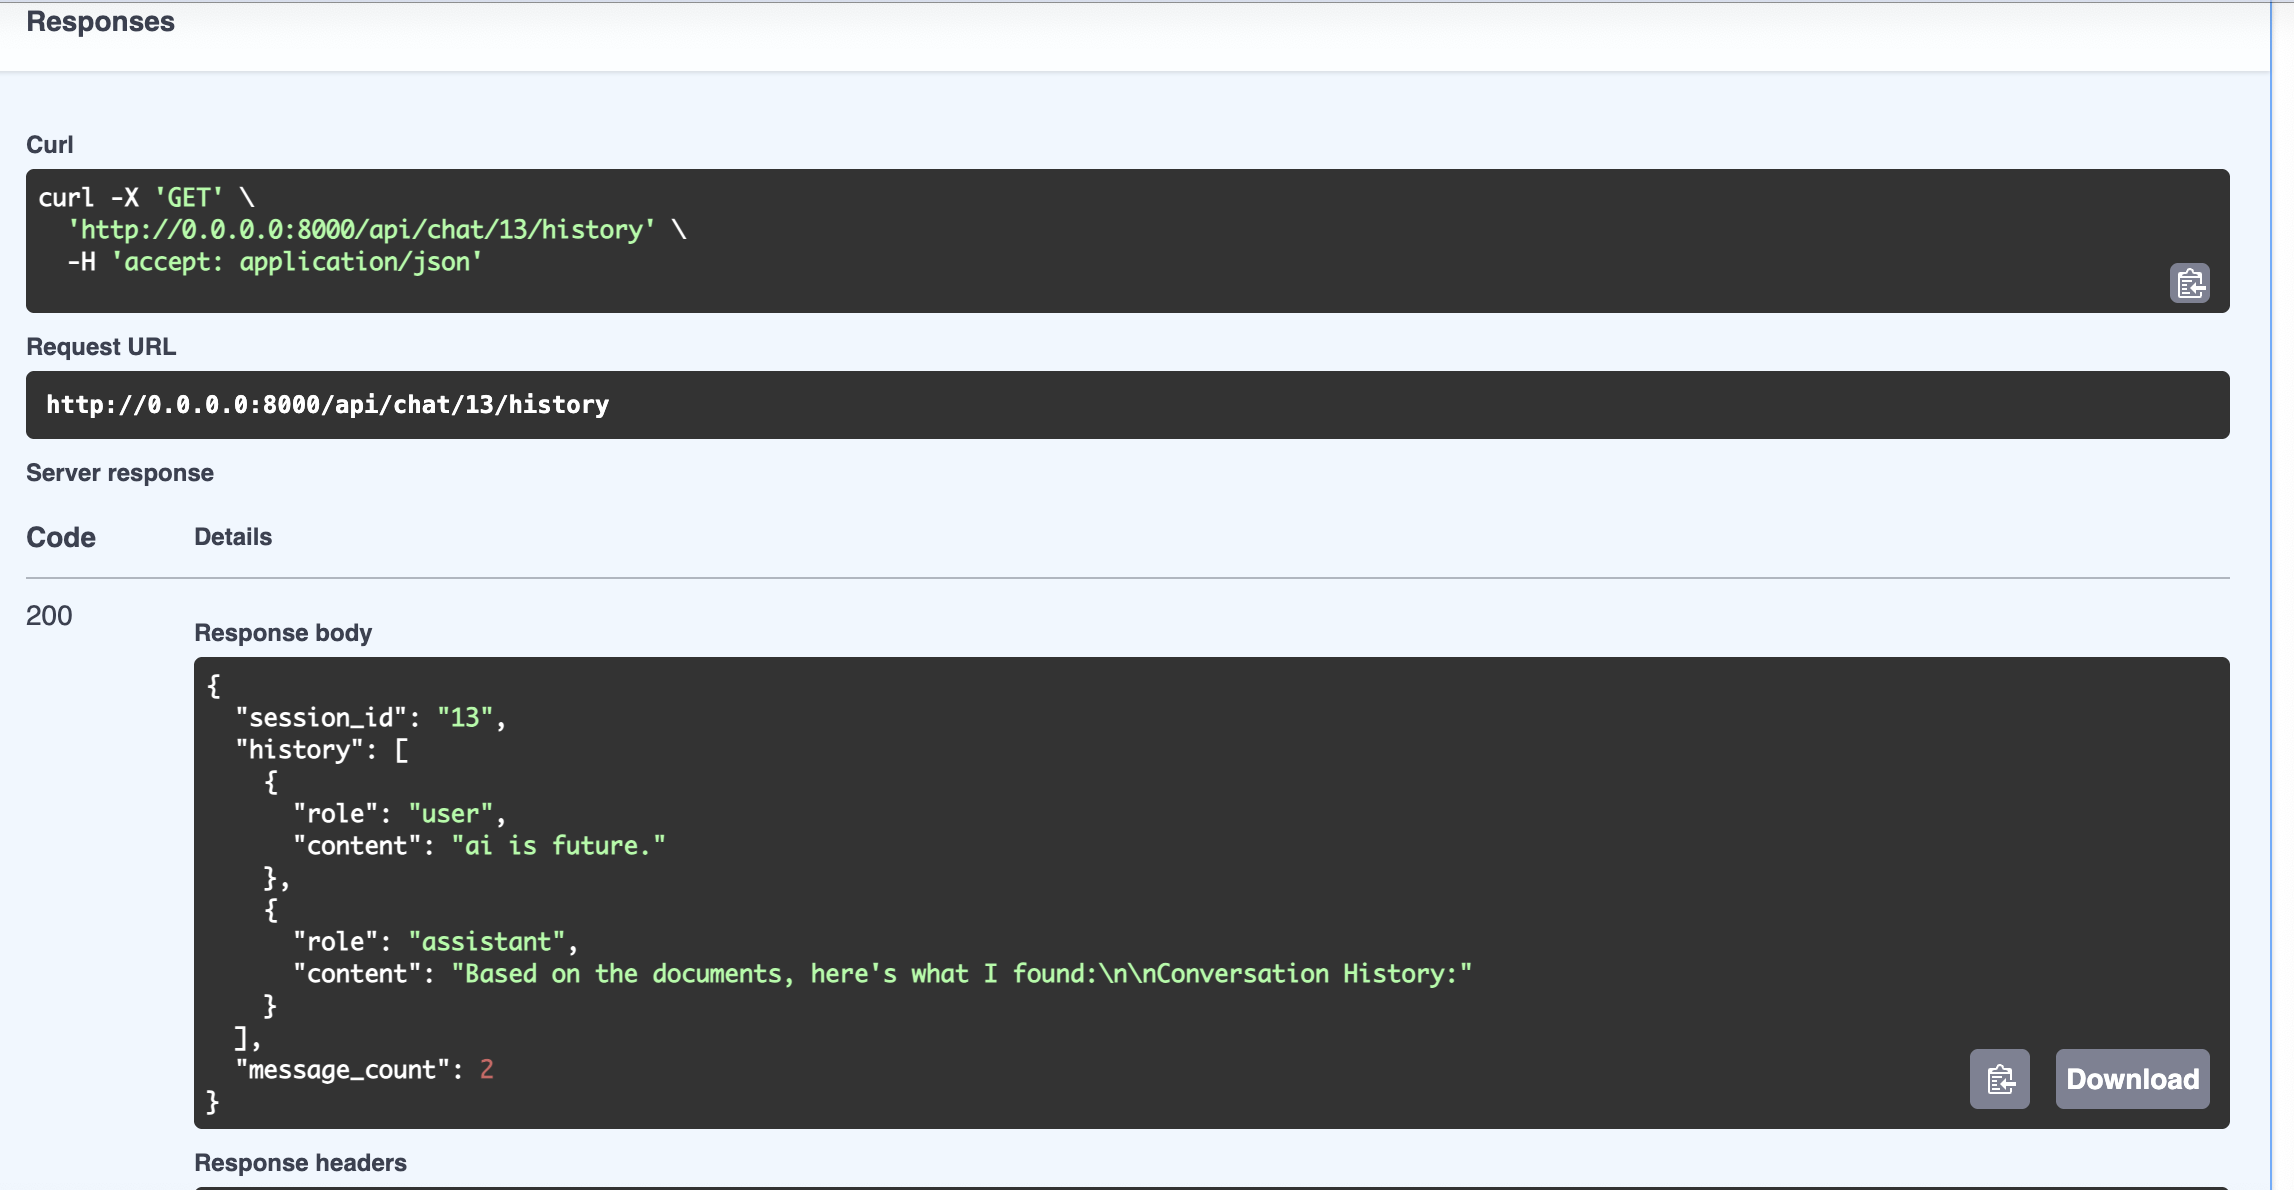 Responses
Curl
curl -X 'GET' \
  'http://0.0.0.0:8000/api/chat/13/history' \
  -H 'accept: application/json'
Request URL
http://0.0.0.0:8000/api/chat/13/history
Server response
Code Details
200
Response body
{
  "session_id": "13",
  "history": [
    {
      "role": "user",
      "content": "ai is future."
    },
    {
      "role": "assistant",
      "content": "Based on the documents, here's what I found:\n\nConversation History:"
    }
  ],
  "message_count": 2
}
Download
Response headers